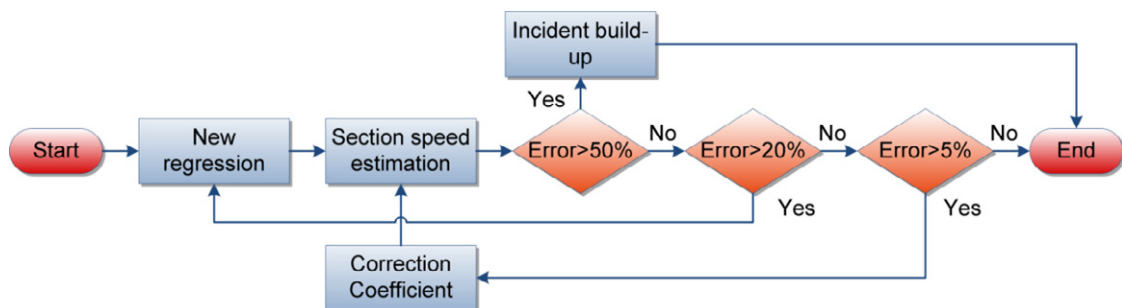 Incident build-
up
Yes
Start
New
regression
Section speed
estimation
Error>50%
No
Error>20%
No
Error>5%
No
End
Yes
Yes
Correction
Coefficient